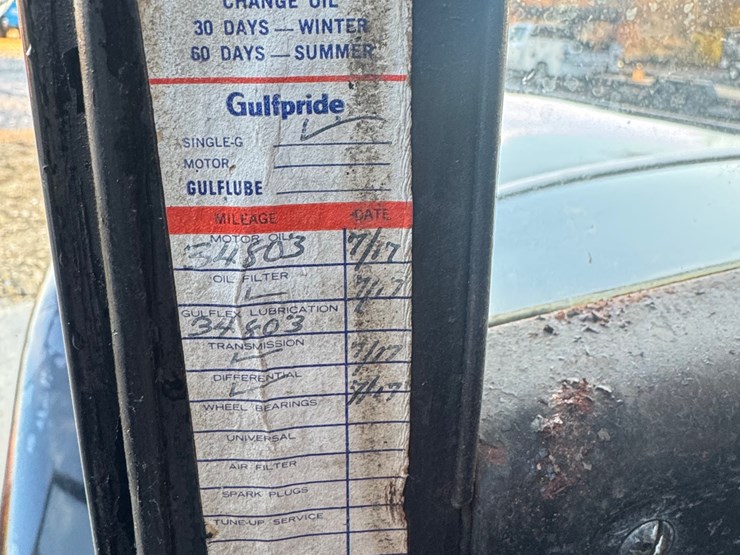 CHANGE OIL
30 DAYS — WINTER
60 DAYS — SUMMER
Gulfpride ✓
SINGLE-G
MOTOR
GULFLUBE
MILEAGE DATE
MOTOR OIL
34803 7/17
OIL FILTER
✓ 7/17
GULFLEX LUBRICATION
34803
TRANSMISSION
✓ 7/17
DIFFERENTIAL
✓ 7/17
WHEEL BEARINGS
UNIVERSAL
AIR FILTER
SPARK PLUGS
TUNE-UP SERVICE